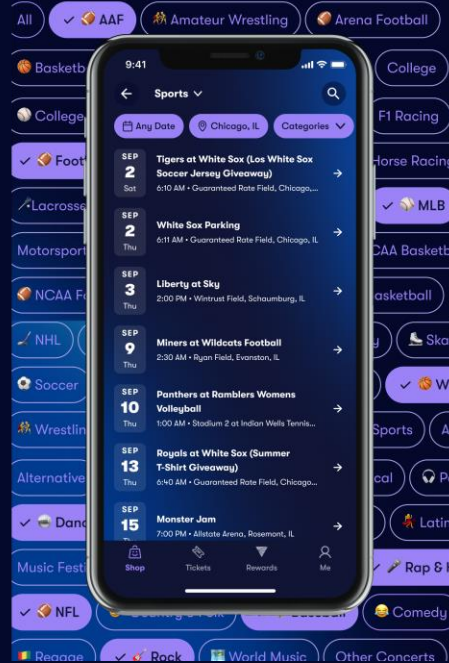 All
AAF
Amateur Wrestling
Arena Football
Basketb
College
College
F1 Racing
Foot
Horse Racing
Lacrosse
MLB
Motorsport
CAA Basketb
NCAA Fo
asketball
NHL
y
Ska
Soccer
W
Wrestlin
Sports
A
Alternative
cal
P
Danc
Latin
Music Festi
Rap & H
NFL
Comedy
Reggae
Rock
World Music
Other Concerts
9:41
Sports
Any Date
Chicago, IL
Categories
SEP
2
Sat
Tigers at White Sox (Los White Sox
Soccer Jersey Giveaway)
6:10 AM • Guaranteed Rate Field, Chicago,...
SEP
2
Thu
White Sox Parking
6:11 AM • Guaranteed Rate Field, Chicago, IL
SEP
3
Thu
Liberty at Sky
2:00 PM • Wintrust Field, Schaumburg, IL
SEP
9
Thu
Miners at Wildcats Football
2:30 AM • Ryan Field, Evanston, IL
SEP
10
Thu
Panthers at Ramblers Womens
Volleyball
1:00 AM • Stadium 2 at Indian Wells Tennis...
SEP
13
Thu
Royals at White Sox (Summer
T-Shirt Giveaway)
6:40 AM • Guaranteed Rate Field, Chicago...
SEP
15
Monster Jam
7:00 PM • Allstate Arena, Rosemont, IL
Shop
Tickets
Rewards
Me